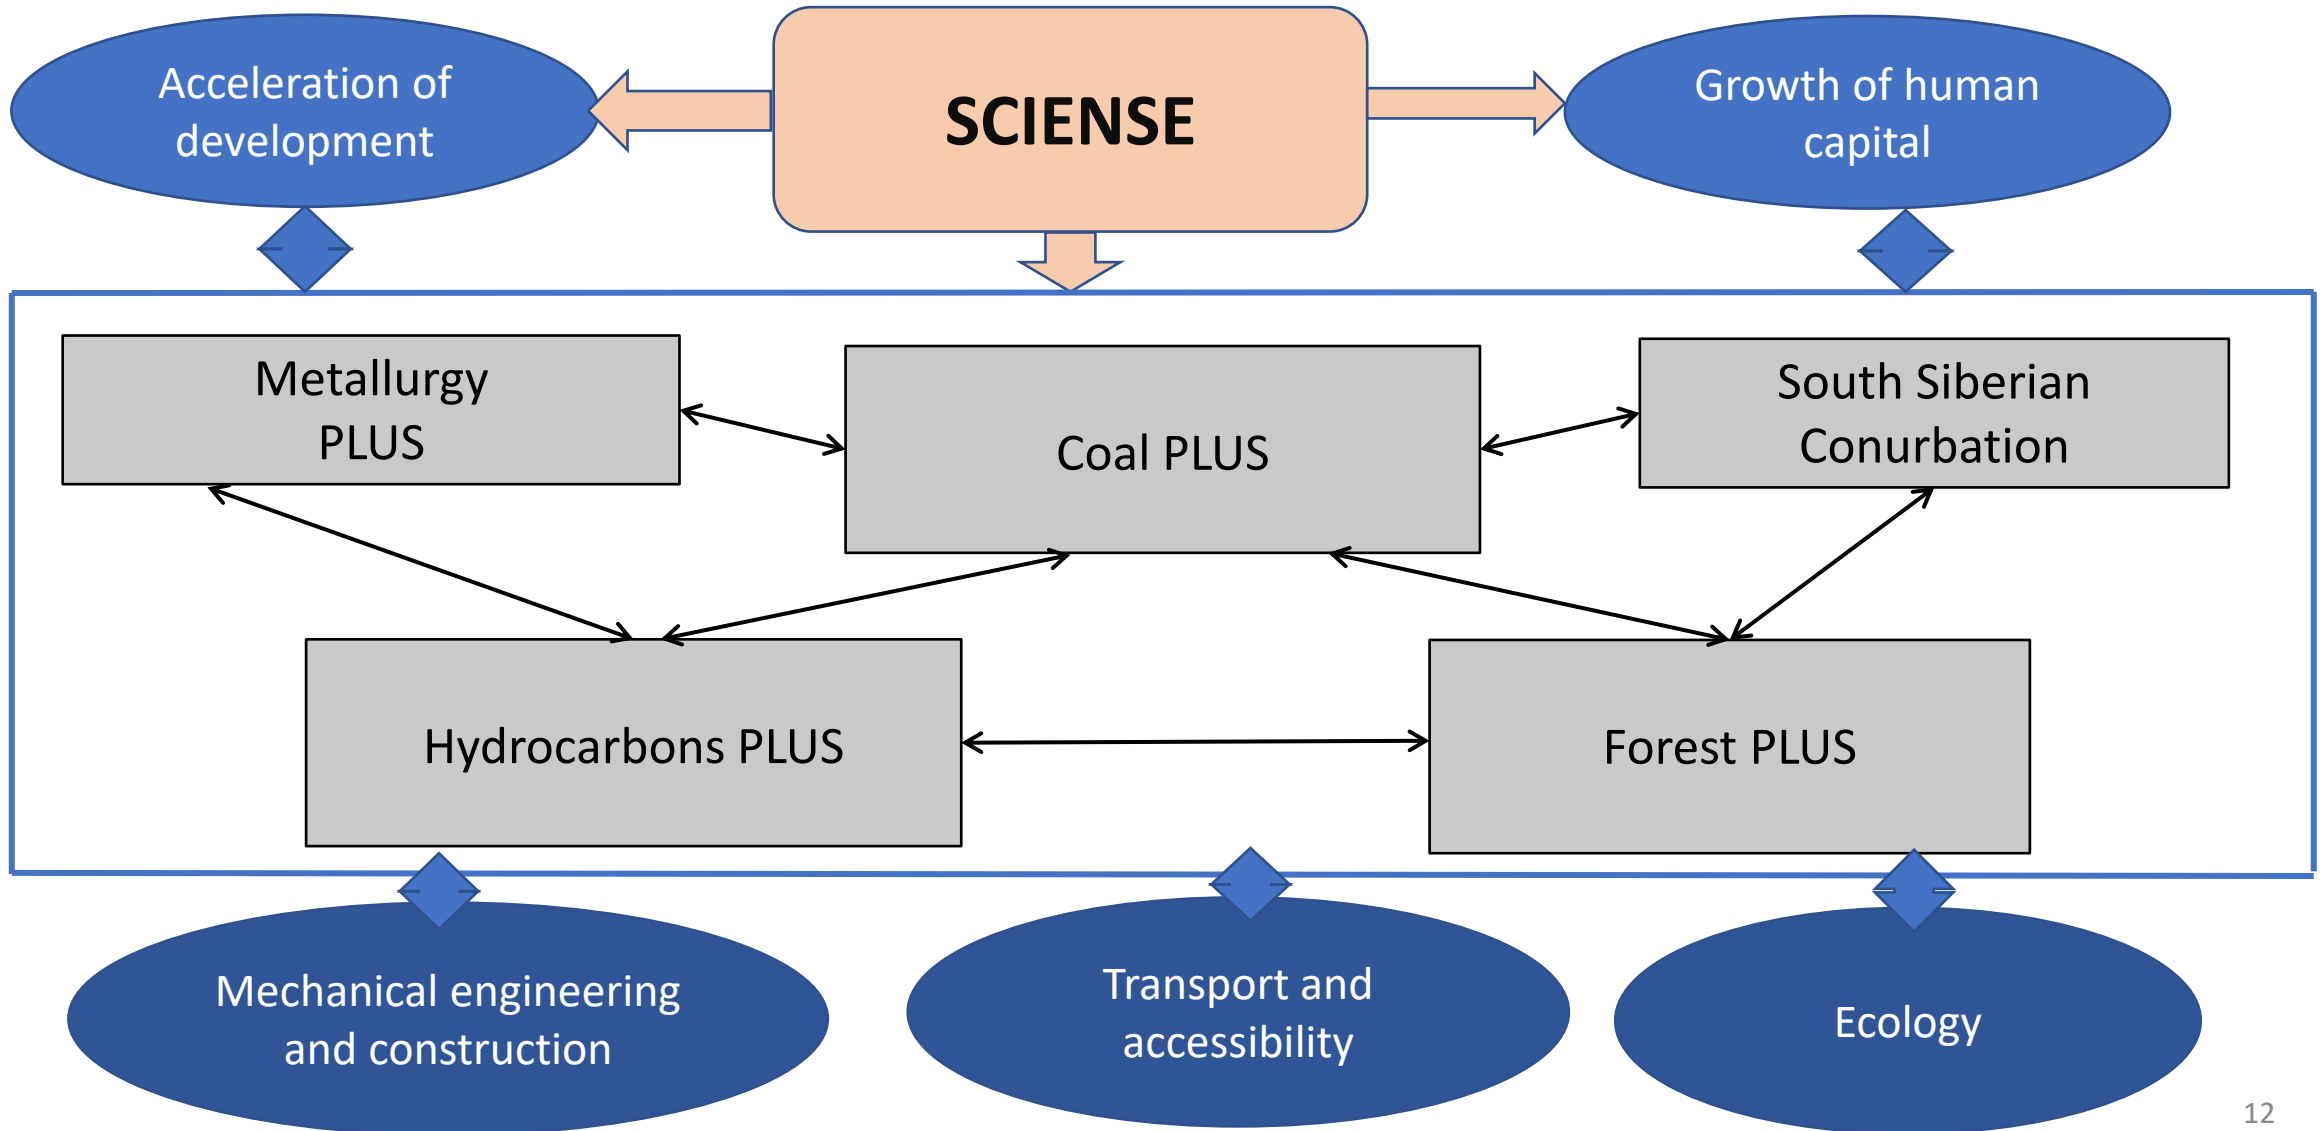 Acceleration of
development
SCIENSE
Growth of human
capital
Metallurgy
PLUS
Coal PLUS
South Siberian
Conurbation
Hydrocarbons PLUS
Forest PLUS
Mechanical engineering
and construction
Transport and
accessibility
Ecology
12